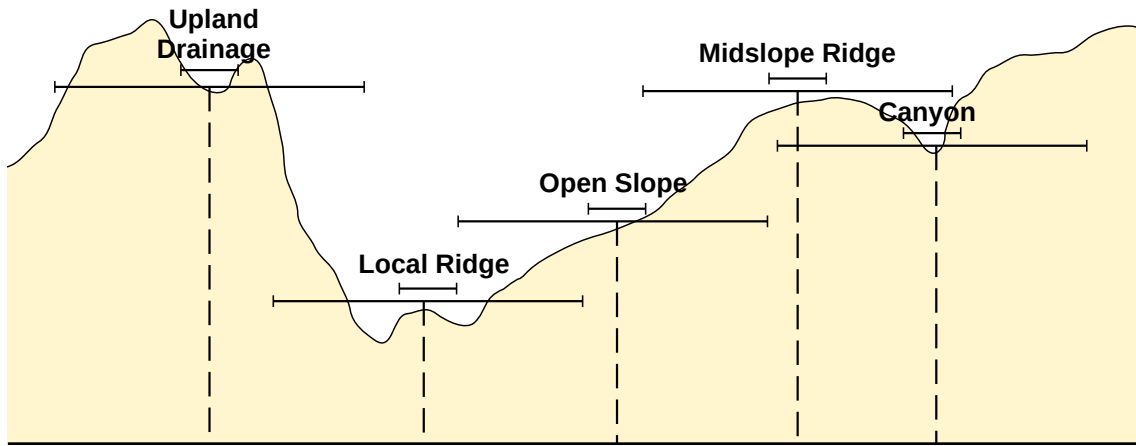 Upland
Drainage
Midslope Ridge
Canyon
Open Slope
Local Ridge